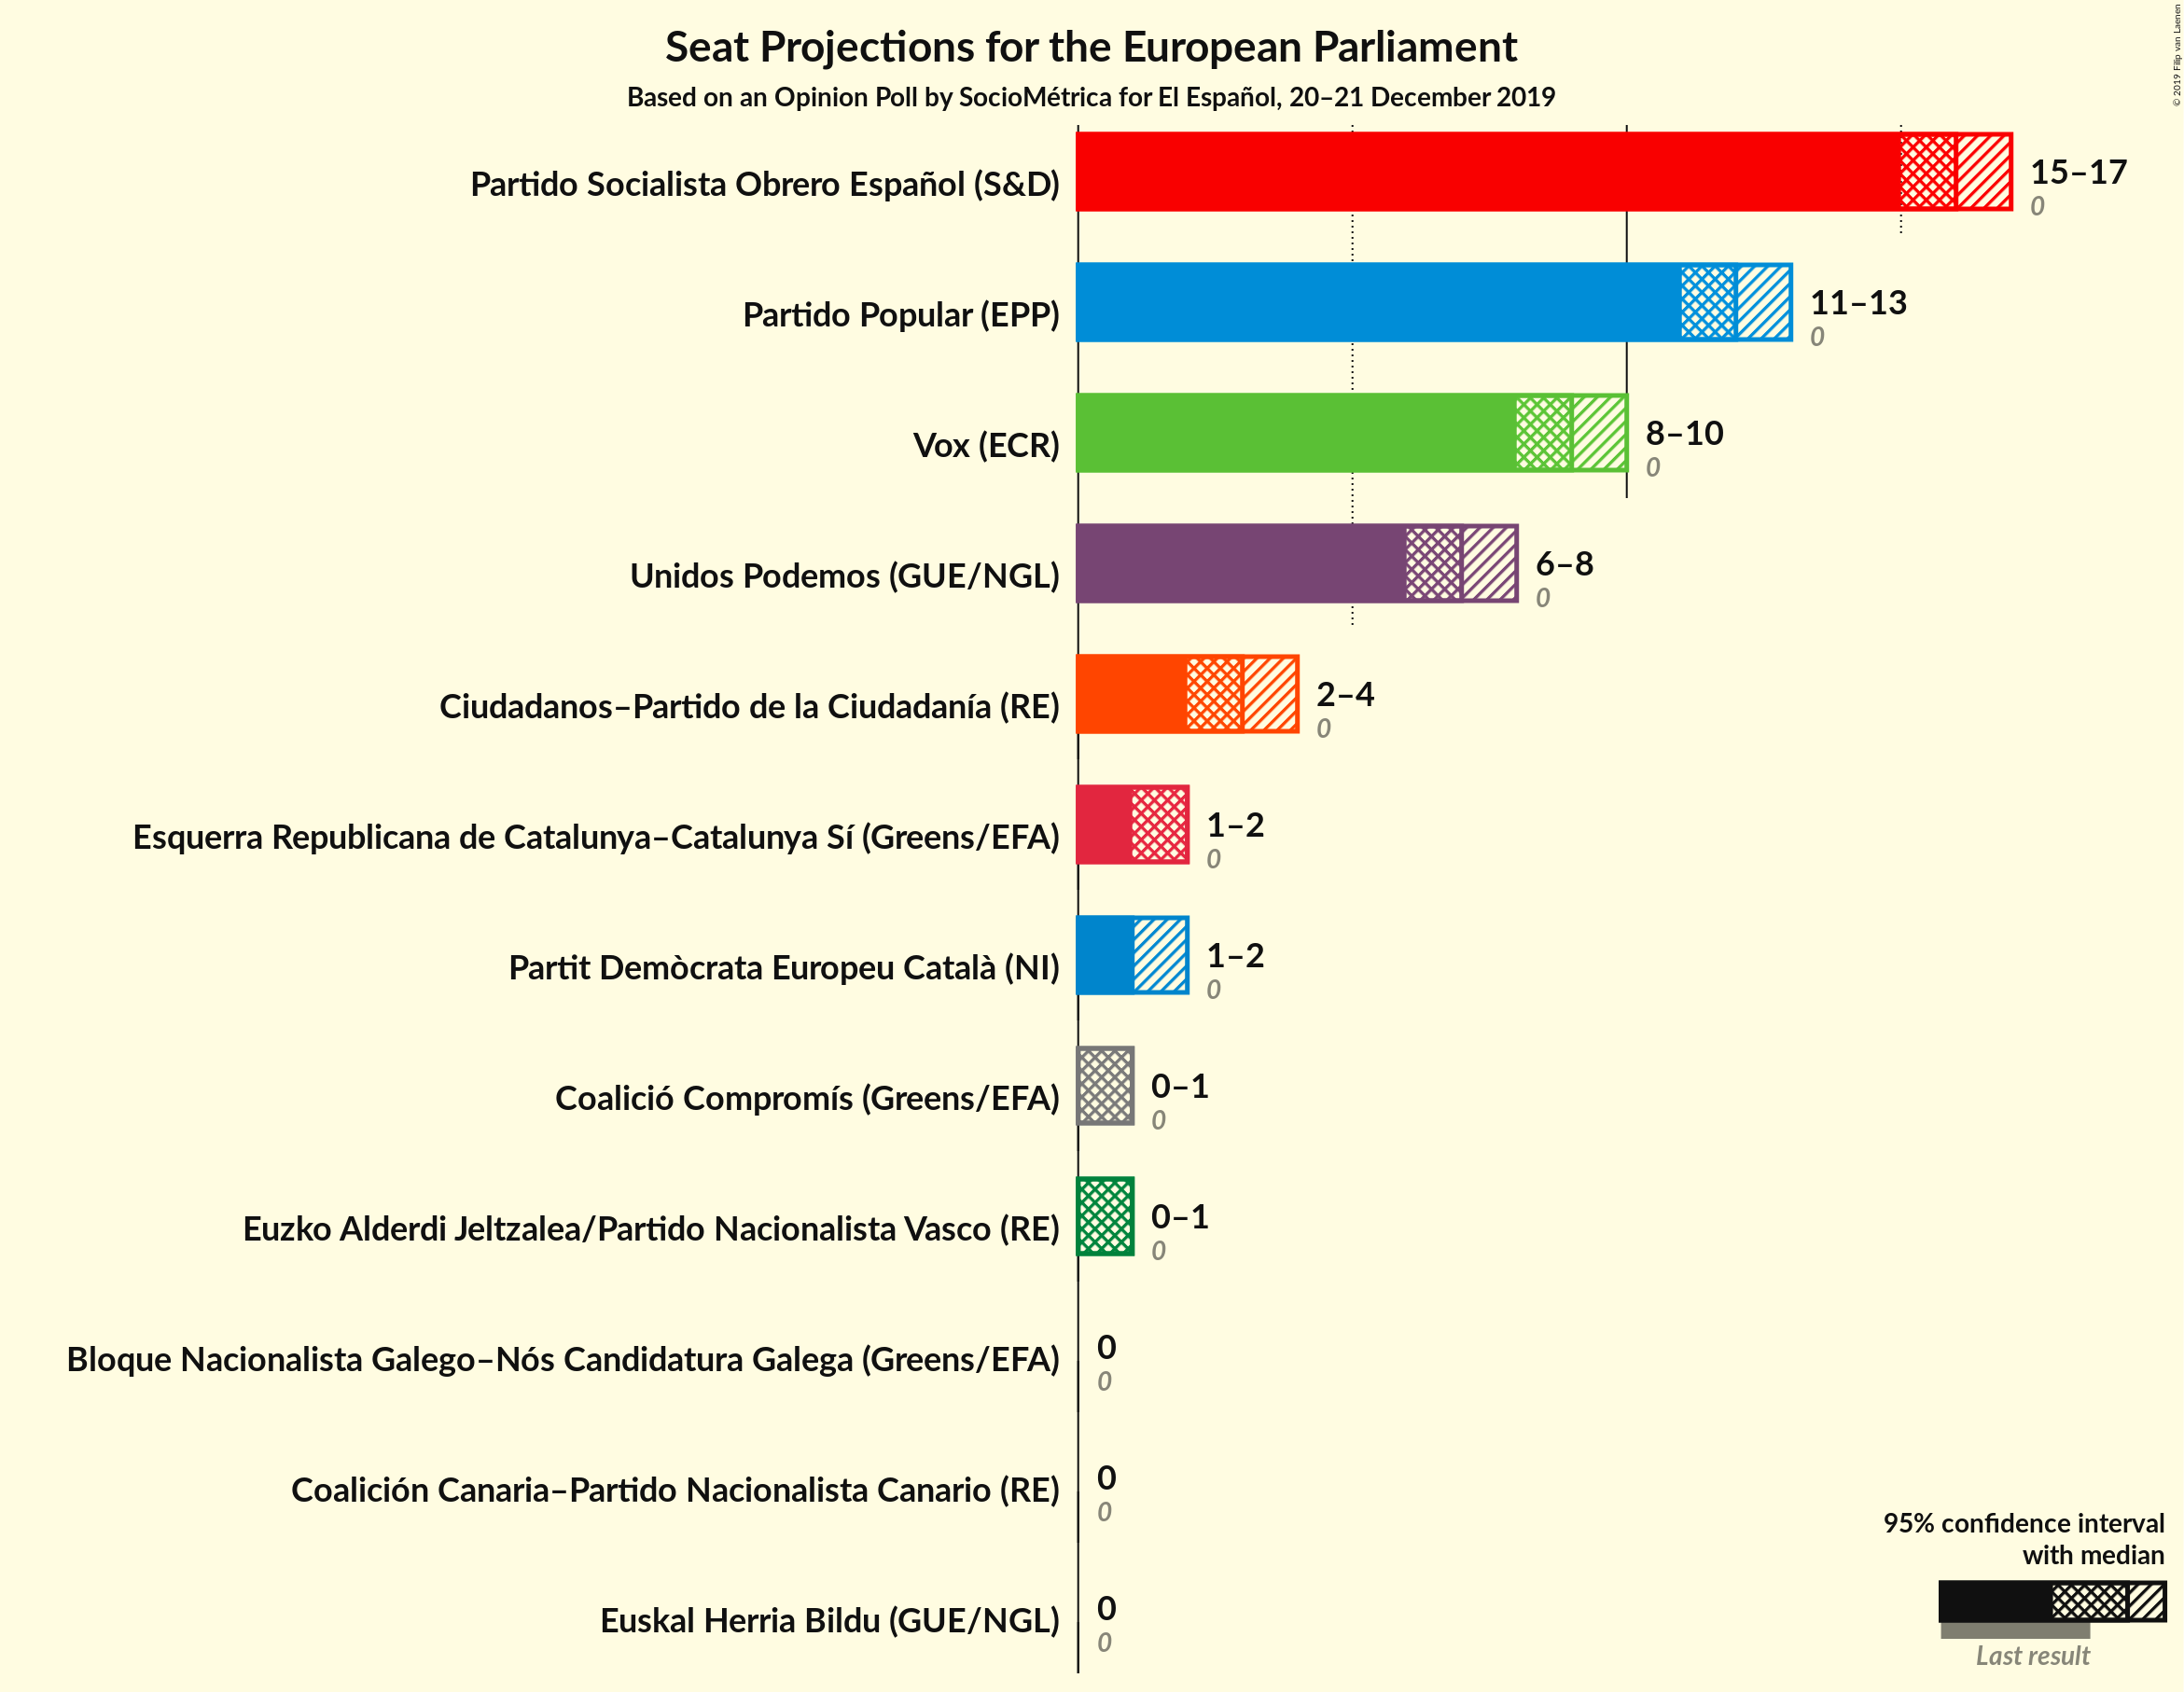 Seat Projections for the European Parliament
Based on an Opinion Poll by SocioMétrica for El Español, 20–21 December 2019
© 2019 Filip van Laenen
Partido Socialista Obrero Español (S&D)
15–17
0
Partido Popular (EPP)
11–13
0
Vox (ECR)
8–10
0
Unidos Podemos (GUE/NGL)
6–8
0
Ciudadanos–Partido de la Ciudadanía (RE)
2–4
0
Esquerra Republicana de Catalunya–Catalunya Sí (Greens/EFA)
1–2
0
Partit Demòcrata Europeu Català (NI)
1–2
0
Coalició Compromís (Greens/EFA)
0–1
0
Euzko Alderdi Jeltzalea/Partido Nacionalista Vasco (RE)
0–1
0
Bloque Nacionalista Galego–Nós Candidatura Galega (Greens/EFA)
0
0
Coalición Canaria–Partido Nacionalista Canario (RE)
0
0
Euskal Herria Bildu (GUE/NGL)
0
0
95% confidence interval
with median
Last result